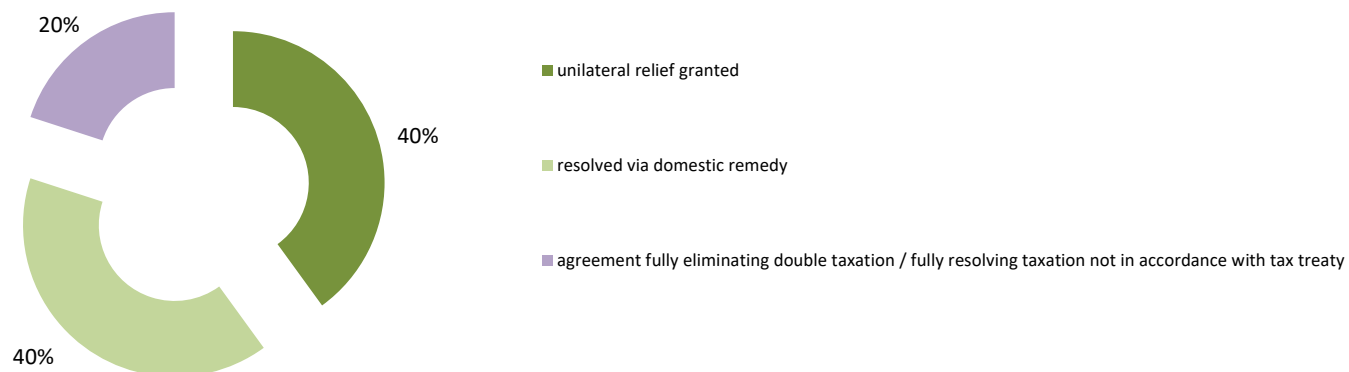 20%
unilateral relief granted
40%
resolved via domestic remedy
agreement fully eliminating double taxation / fully resolving taxation not in accordance with tax treaty
40%